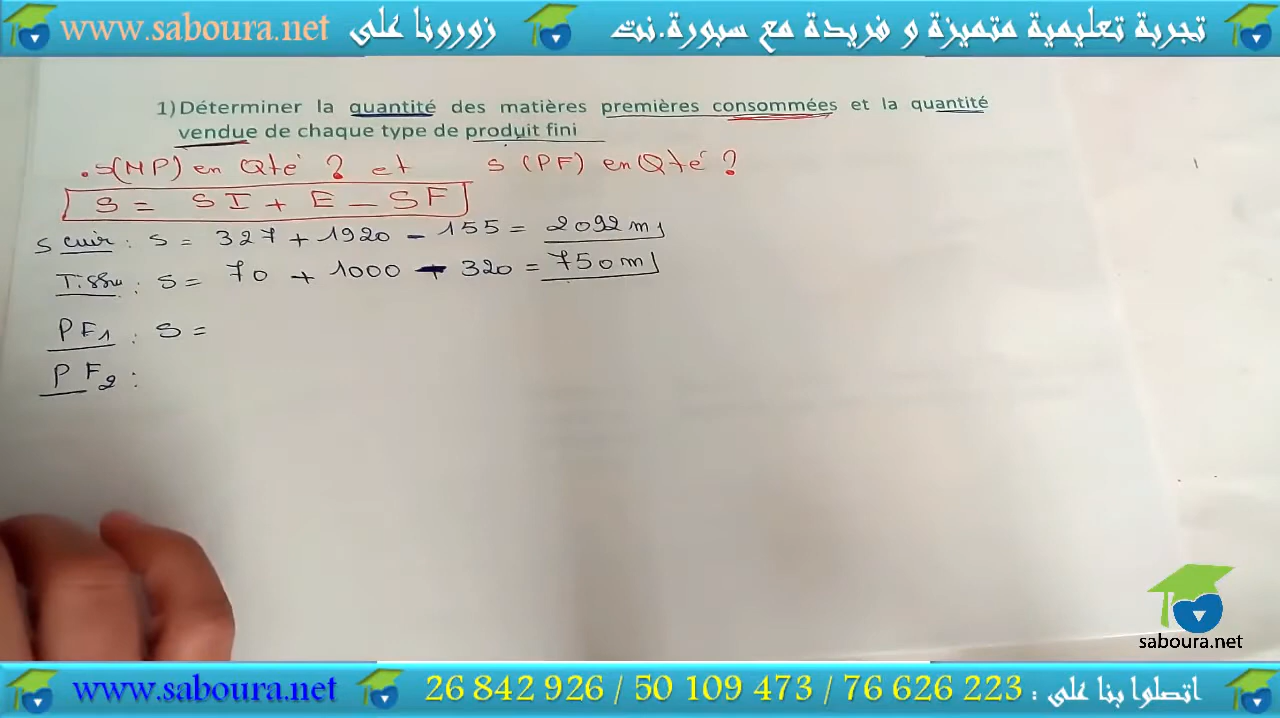 www.saboura.net زورونا على تجربة تعليمية متميزة و فريدة مع سبورة.نت
1) Déterminer la quantité des matières premières consommées et la quantité
vendue de chaque type de produit fini
. S(MP) en Qté ? et S (PF) en Qté ?
S = SI + E - SF
S cuir : S = 327 + 1920 - 155 = 2092 m
Tissu : S = 70 + 1000 - 320 = 750 m
PF1 : S =
PF2 :
saboura.net
www.saboura.net 26 842 926 / 50 109 473 / 76 626 223 : اتصلوا بنا على